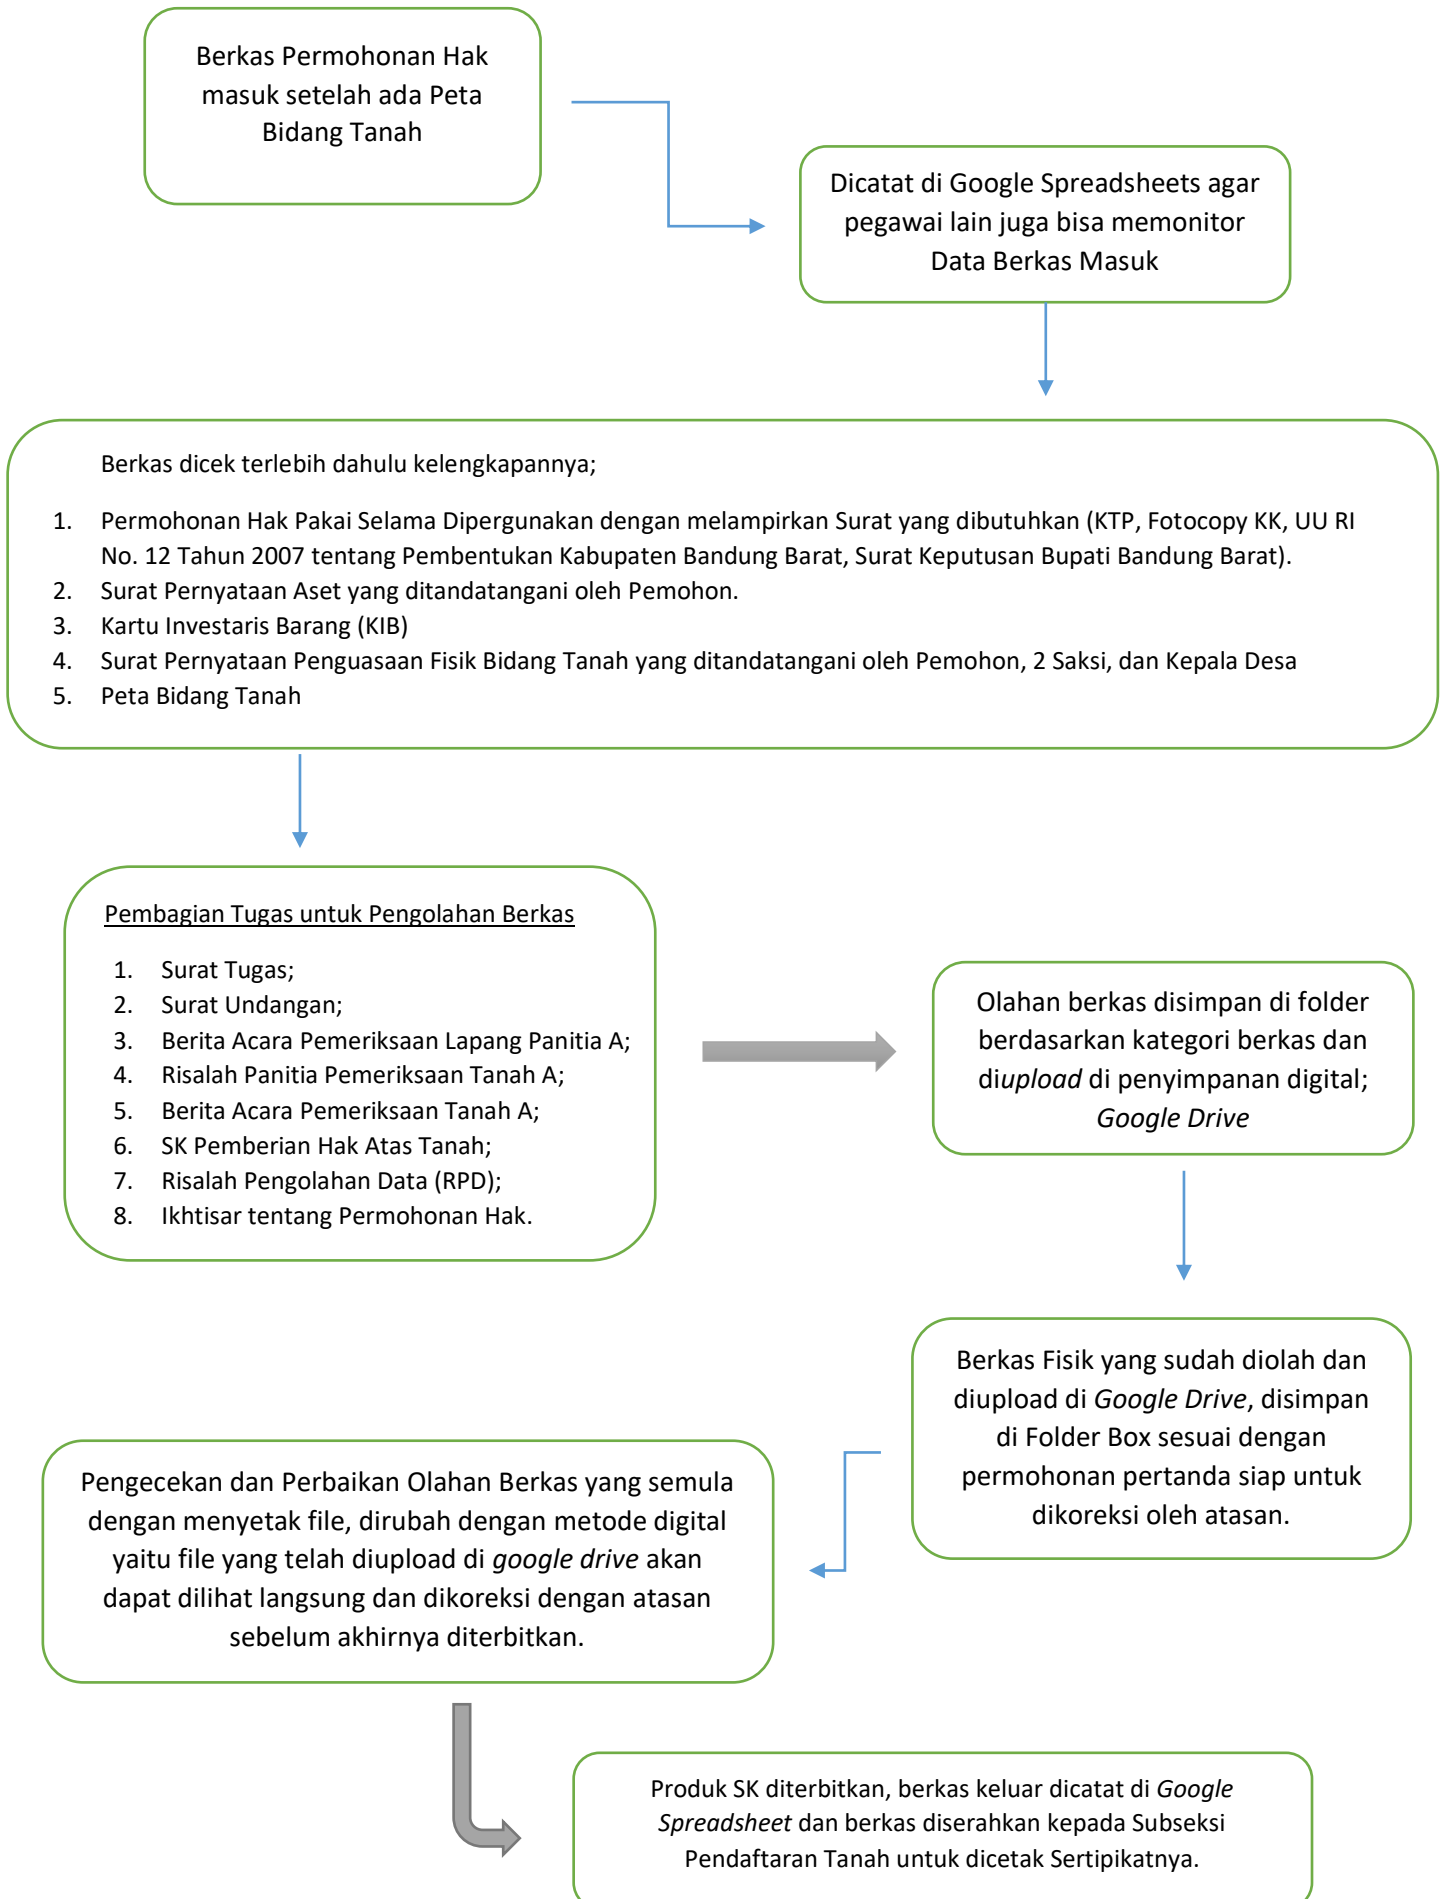 Berkas Permohonan Hak
masuk setelah ada Peta
Bidang Tanah
Dicatat di Google Spreadsheets agar
pegawai lain juga bisa memonitor
Data Berkas Masuk
Berkas dicek terlebih dahulu kelengkapannya;
1. Permohonan Hak Pakai Selama Dipergunakan dengan melampirkan Surat yang dibutuhkan (KTP, Fotocopy KK, UU RI
No. 12 Tahun 2007 tentang Pembentukan Kabupaten Bandung Barat, Surat Keputusan Bupati Bandung Barat).
2. Surat Pernyataan Aset yang ditandatangani oleh Pemohon.
3. Kartu Investaris Barang (KIB)
4. Surat Pernyataan Penguasaan Fisik Bidang Tanah yang ditandatangani oleh Pemohon, 2 Saksi, dan Kepala Desa
5. Peta Bidang Tanah
Pembagian Tugas untuk Pengolahan Berkas
1. Surat Tugas;
2. Surat Undangan;
3. Berita Acara Pemeriksaan Lapang Panitia A;
4. Risalah Panitia Pemeriksaan Tanah A;
5. Berita Acara Pemeriksaan Tanah A;
6. SK Pemberian Hak Atas Tanah;
7. Risalah Pengolahan Data (RPD);
8. Ikhtisar tentang Permohonan Hak.
Olahan berkas disimpan di folder
berdasarkan kategori berkas dan
diupload di penyimpanan digital;
Google Drive
Berkas Fisik yang sudah diolah dan
diupload di Google Drive, disimpan
di Folder Box sesuai dengan
permohonan pertanda siap untuk
dikoreksi oleh atasan.
Pengecekan dan Perbaikan Olahan Berkas yang semula
dengan menyetak file, dirubah dengan metode digital
yaitu file yang telah diupload di google drive akan
dapat dilihat langsung dan dikoreksi dengan atasan
sebelum akhirnya diterbitkan.
Produk SK diterbitkan, berkas keluar dicatat di Google
Spreadsheet dan berkas diserahkan kepada Subseksi
Pendaftaran Tanah untuk dicetak Sertipikatnya.